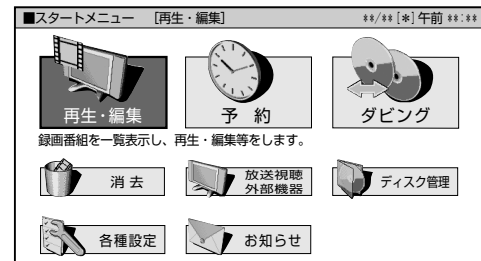 ■スタートメニュー　[再生・編集]　**/** [*] 午前 **:**
再生・編集　予 約　ダビング
録画番組を一覧表示し、再生・編集等をします。
消 去　放送視聴 外部機器　ディスク管理
各種設定　お知らせ